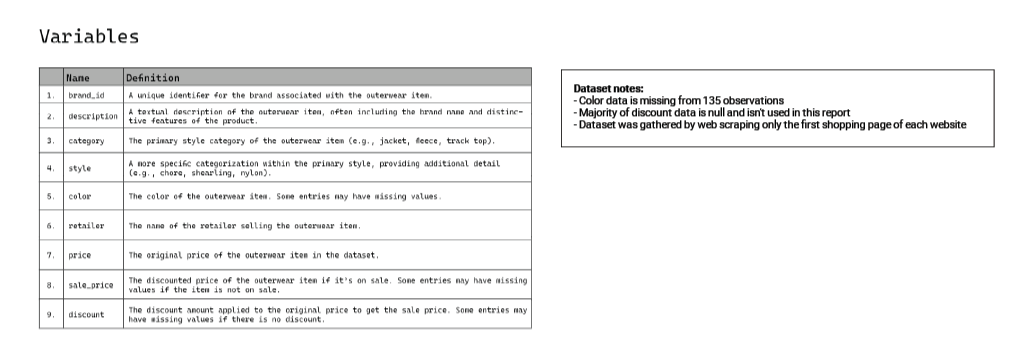 Variables
Name Definition
1. brand_id A unique identifier for the brand associated with the outerwear item.
2. description A textual description of the outerwear item, often including the brand name and distinc-
tive features of the product.
3. category The primary style category of the outerwear item (e.g., jacket, fleece, track top).
4. style A more specific categorization within the primary style, providing additional detail
(e.g., chore, shearling, nylon).
5. color The color of the outerwear item. Some entries may have missing values.
6. retailer The name of the retailer selling the outerwear item.
7. price The original price of the outerwear item in the dataset.
8. sale_price The discounted price of the outerwear item if it's on sale. Some entries may have missing
values if the item is not on sale.
9. discount The discount amount applied to the original price to get the sale price. Some entries may
have missing values if there is no discount.
Dataset notes:
- Color data is missing from 135 observations
- Majority of discount data is null and isn't used in this report
- Dataset was gathered by web scraping only the first shopping page of each website